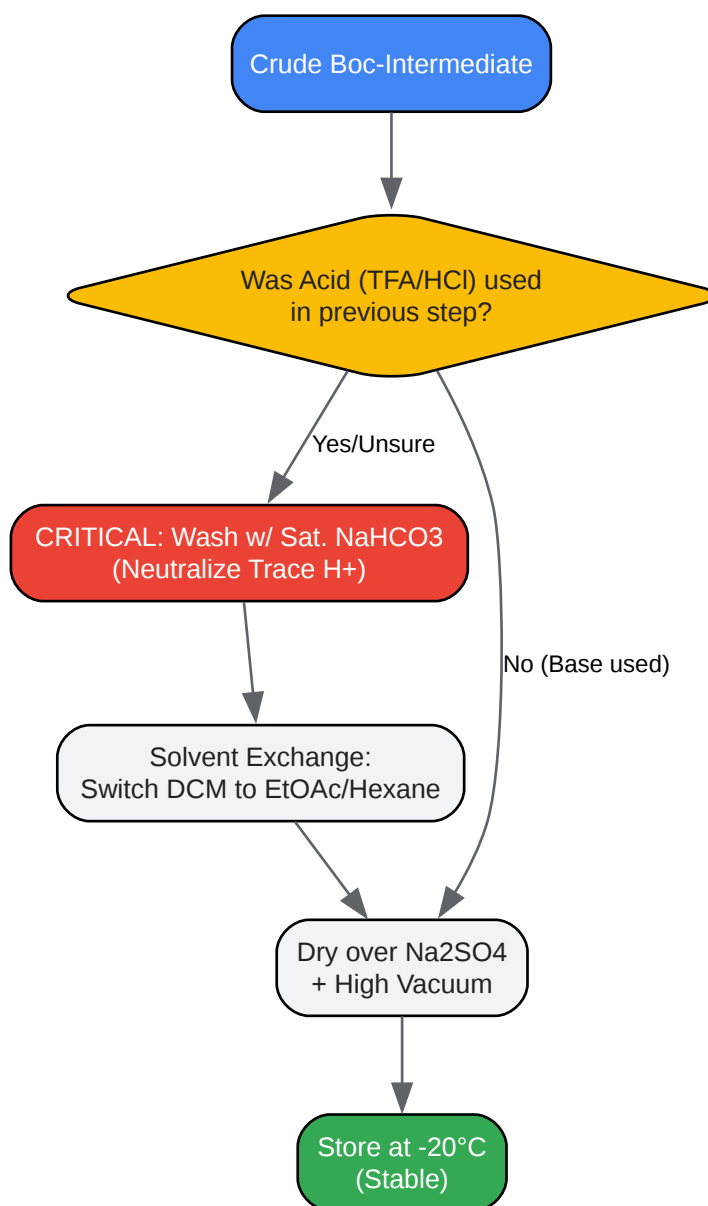 Crude Boc-Intermediate
Was Acid (TFA/HCl) used
in previous step?
Yes/Unsure
CRITICAL: Wash w/ Sat. NaHCO3
(Neutralize Trace H+)
No (Base used)
Solvent Exchange:
Switch DCM to EtOAc/Hexane
Dry over Na2SO4
+ High Vacuum
Store at -20°C
(Stable)